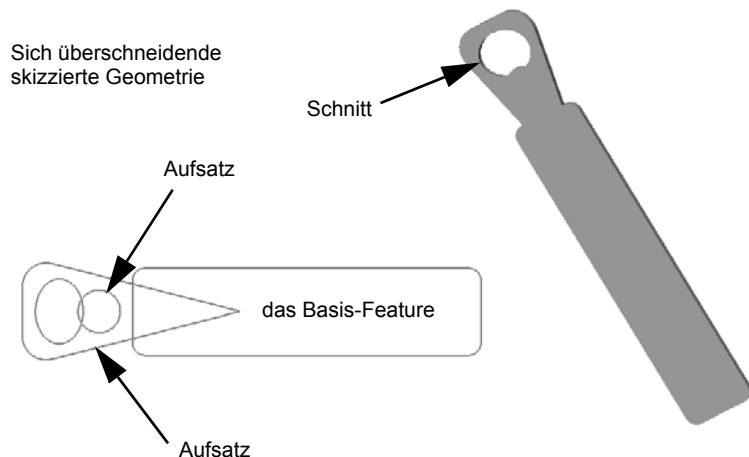 Sich überschneidende
skizzierte Geometrie
Schnitt
Aufsatz
das Basis-Feature
Aufsatz